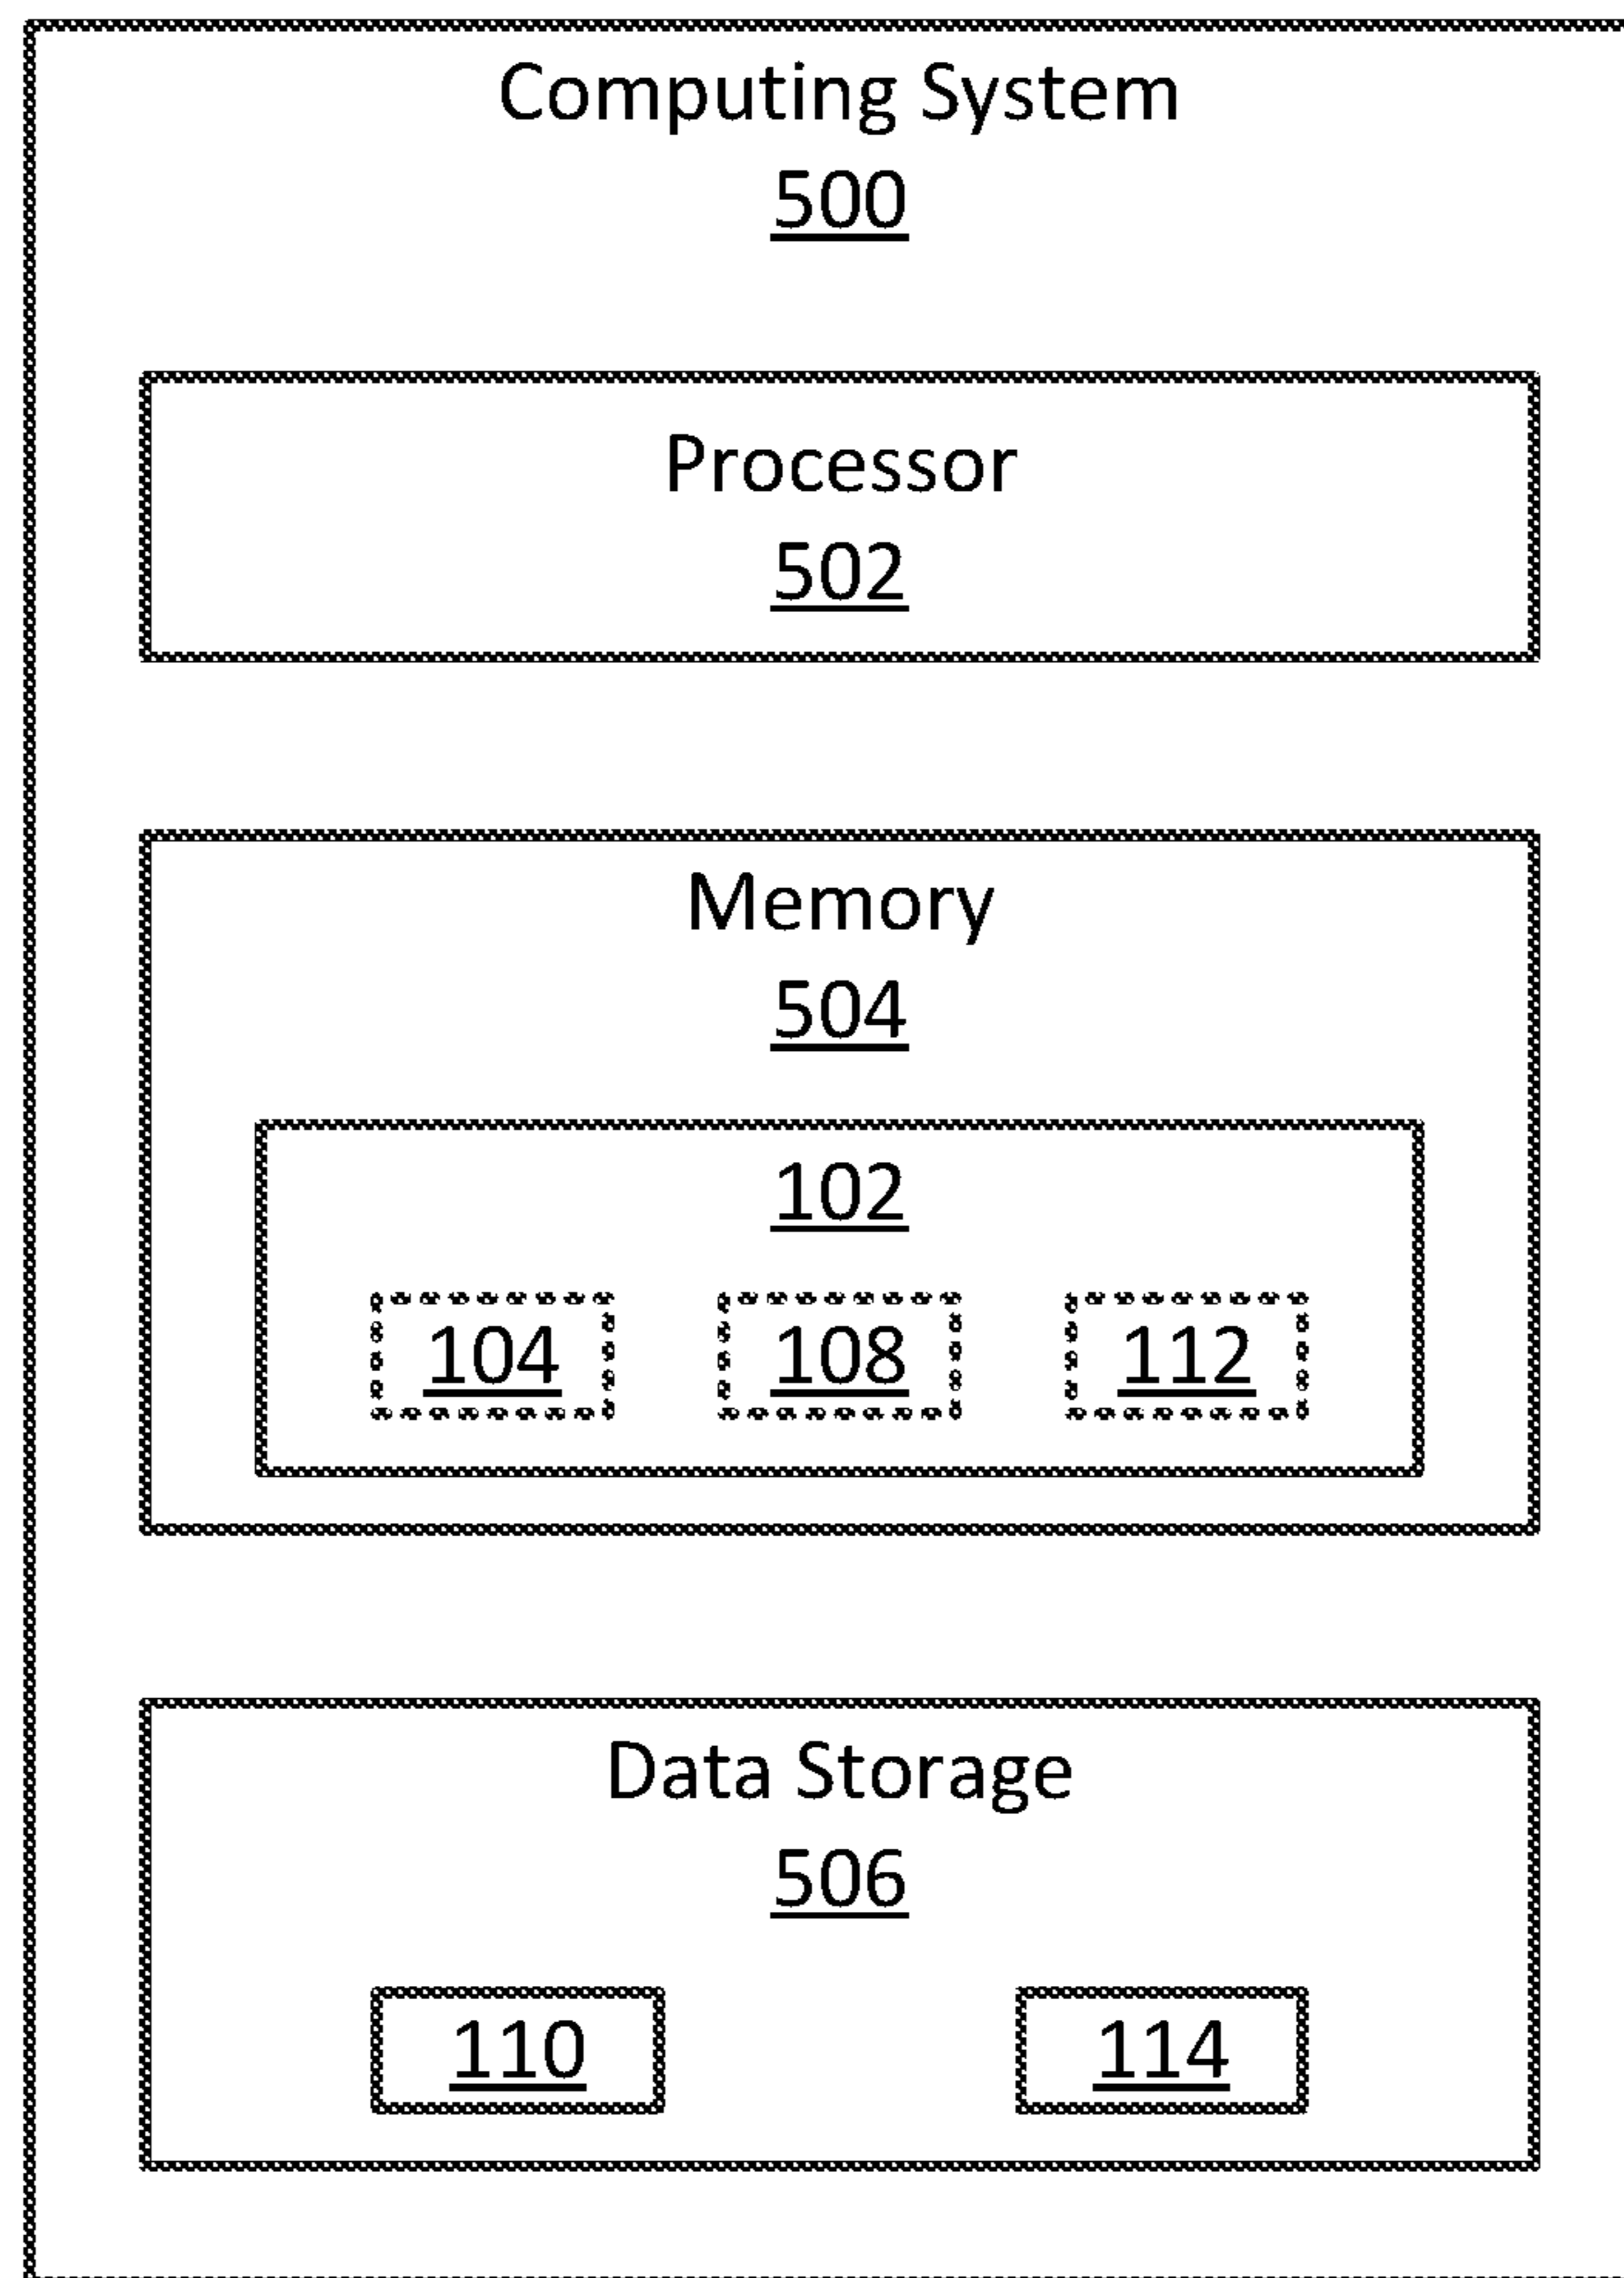 Computing System
500
Processor
502
Memory
504
102
104 108 112
Data Storage
506
110 114